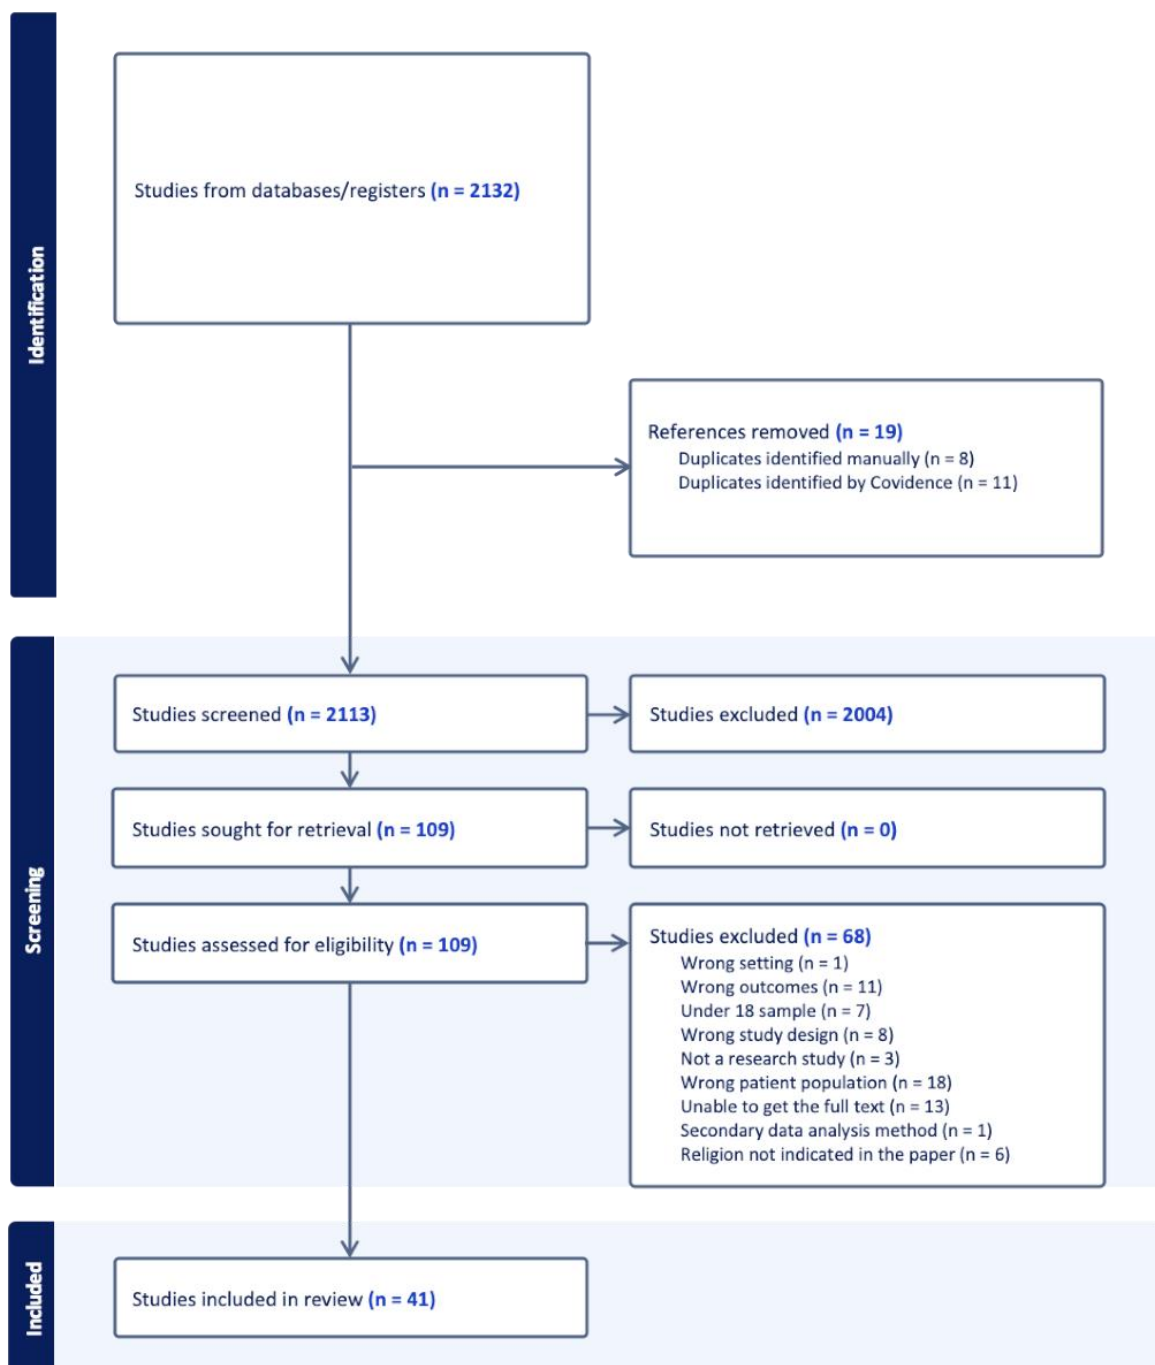 Identification
Studies from databases/registers (n = 2132)
References removed (n = 19)
Duplicates identified manually (n = 8)
Duplicates identified by Covidence (n = 11)
Screening
Studies screened (n = 2113)
Studies excluded (n = 2004)
Studies sought for retrieval (n = 109)
Studies not retrieved (n = 0)
Studies assessed for eligibility (n = 109)
Studies excluded (n = 68)
Wrong setting (n = 1)
Wrong outcomes (n = 11)
Under 18 sample (n = 7)
Wrong study design (n = 8)
Not a research study (n = 3)
Wrong patient population (n = 18)
Unable to get the full text (n = 13)
Secondary data analysis method (n = 1)
Religion not indicated in the paper (n = 6)
Included
Studies included in review (n = 41)